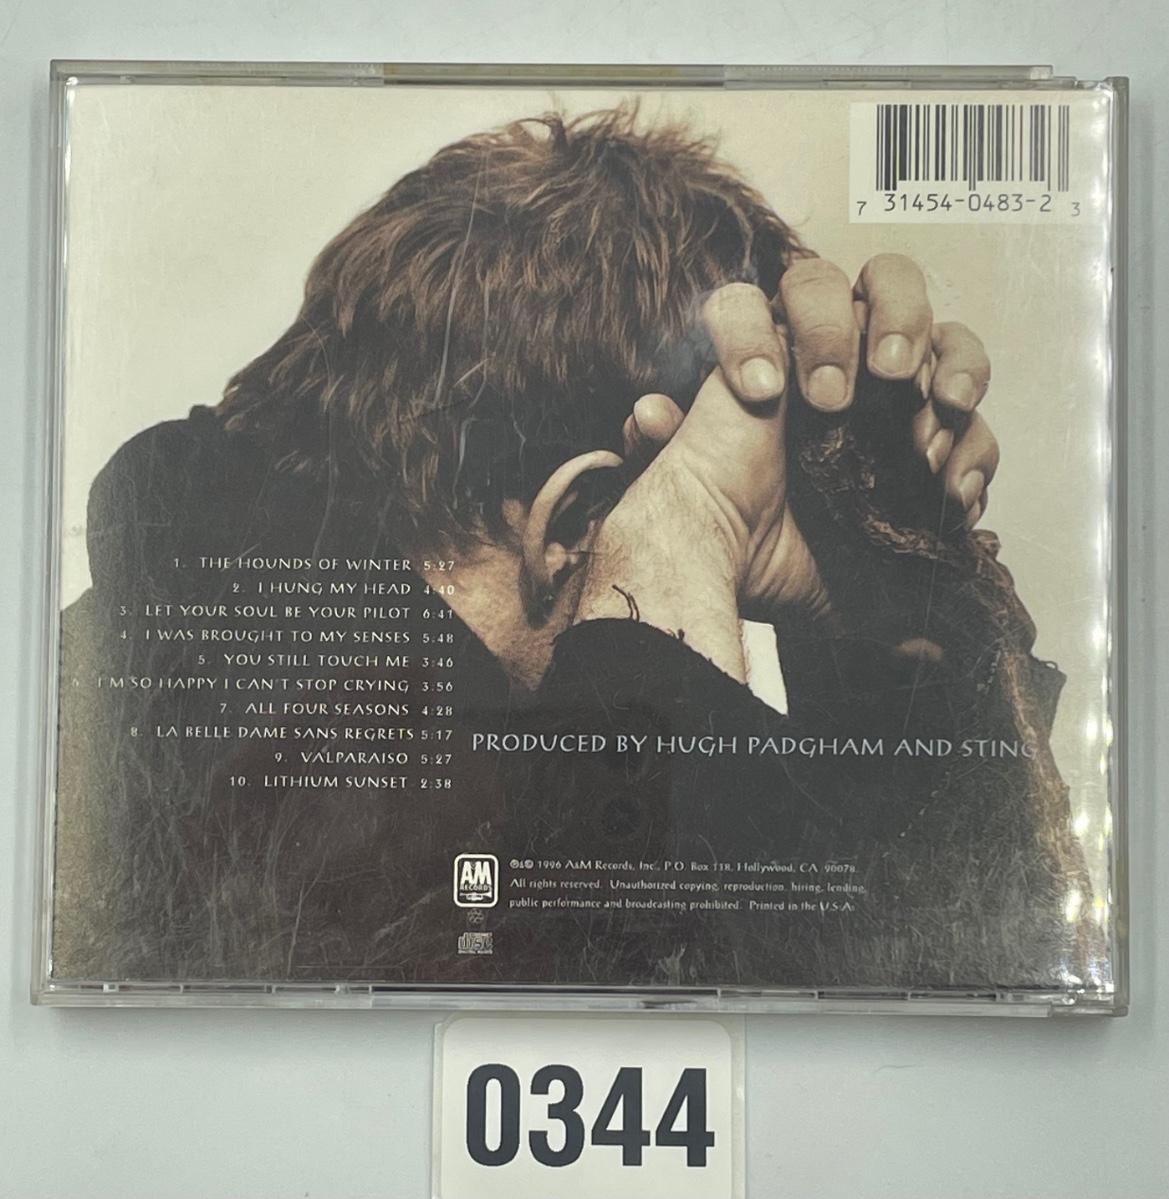 7 31454-0483-2 3
1. THE HOUNDS OF WINTER 5:27
2. I HUNG MY HEAD 4:40
3. LET YOUR SOUL BE YOUR PILOT 6:41
4. I WAS BROUGHT TO MY SENSES 5:48
5. YOU STILL TOUCH ME 3:46
6. I'M SO HAPPY I CAN'T STOP CRYING 3:56
7. ALL FOUR SEASONS 4:28
8. LA BELLE DAME SANS REGRETS 5:17
9. VALPARAISO 5:27
10. LITHIUM SUNSET 2:38
PRODUCED BY HUGH PADGHAM AND STING
A&M
RECORDS
℗&© 1996 A&M Records, Inc., P.O. Box 118, Hollywood, CA 90078.
All rights reserved. Unauthorized copying, reproduction, hiring, lending,
public performance and broadcasting prohibited. Printed in the U.S.A.
COMPACT
disc
DIGITAL AUDIO
0344